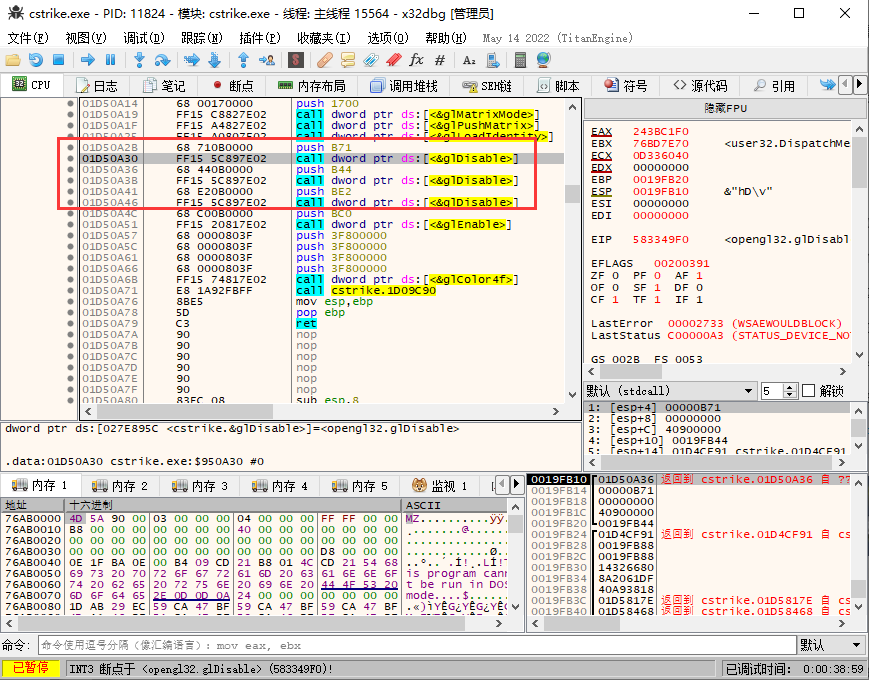 cstrike.exe - PID: 11824 - 模块: cstrike.exe - 线程: 主线程 15564 - x32dbg [管理员]
文件(F) 视图(V) 调试(D) 跟踪(N) 插件(P) 收藏夹(I) 选项(O) 帮助(H) May 14 2022 (TitanEngine)
CPU 日志 笔记 断点 内存布局 调用堆栈 SEH链 脚本 符号 源代码 引用
01D50A14 68 00170000 push 1700
01D50A19 FF15 C8827E02 call dword ptr ds:[<&glMatrixMode>]
01D50A1F FF15 A4827E02 call dword ptr ds:[<&glPushMatrix>]
01D50A2B 68 710B0000 push B71
01D50A30 FF15 5C897E02 call dword ptr ds:[<&glDisable>]
01D50A36 68 440B0000 push B44
01D50A3B FF15 5C897E02 call dword ptr ds:[<&glDisable>]
01D50A41 68 E20B0000 push BE2
01D50A46 FF15 5C897E02 call dword ptr ds:[<&glDisable>]
01D50A4C 68 C00B0000 push BC0
01D50A51 FF15 20817E02 call dword ptr ds:[<&glEnable>]
01D50A57 68 0000803F push 3F800000
01D50A5C 68 0000803F push 3F800000
01D50A61 68 0000803F push 3F800000
01D50A66 68 0000803F push 3F800000
01D50A6B FF15 74817E02 call dword ptr ds:[<&glColor4f>]
01D50A71 E8 1A92FBFF call cstrike.1D09C90
01D50A76 8BE5 mov esp,ebp
01D50A78 5D pop ebp
01D50A79 C3 ret
01D50A7A 90 nop
01D50A7B 90 nop
01D50A7C 90 nop
01D50A7D 90 nop
01D50A7E 90 nop
01D50A7F 90 nop
01D50A80 83EC 08 sub esp,8
隐藏FPU
EAX 243BC1F0
EBX 76BD7E70 <user32.DispatchMe
ECX 0D336040
EDX 00000000
EBP 0019FB20
ESP 0019FB10 &"hD\v"
ESI 00000000
EDI 00000000
EIP 583349F0 <opengl32.glDisabl
EFLAGS 00200391
ZF 0 PF 0 AF 1
OF 0 SF 1 DF 0
CF 1 TF 1 IF 1
LastError 00002733 (WSAEWOULDBLOCK)
LastStatus C00000A3 (STATUS_DEVICE_NO
GS 002B FS 0053
默认 (stdcall) 5 解锁
1: [esp+4] 00000B71
2: [esp+8] 00000000
3: [esp+C] 40900000
4: [esp+10] 0019FB44
5: [esp+14] 01D4CF91 cstrike.01D4CF91
dword ptr ds:[027E895C <cstrike.&glDisable>]=<opengl32.glDisable>
.data:01D50A30 cstrike.exe:$950A30 #0
内存 1 内存 2 内存 3 内存 4 内存 5 监视 1
地址 十六进制 ASCII
76AB0000 4D 5A 90 00 03 00 00 00 04 00 00 00 FF FF 00 00 MZ..........ÿÿ..
76AB0010 B8 00 00 00 00 00 00 00 40 00 00 00 00 00 00 00 ........@.......
76AB0020 00 00 00 00 00 00 00 00 00 00 00 00 00 00 00 00 ................
76AB0030 00 00 00 00 00 00 00 00 00 00 00 00 D8 00 00 00 ............Ø...
76AB0040 0E 1F BA 0E 00 B4 09 CD 21 B8 01 4C CD 21 54 68 ..º..´.Í!¸.LÍ!Th
76AB0050 69 73 20 70 72 6F 67 72 61 6D 20 63 61 6E 6E 6F is program canno
76AB0060 74 20 62 65 20 72 75 6E 20 69 6E 20 44 4F 53 20 t be run in DOS
76AB0070 6D 6F 64 65 2E 0D 0D 0A 24 00 00 00 00 00 00 00 mode....$.......
76AB0080 1D AB 29 EC 59 CA 47 BF 59 CA 47 BF 59 CA 47 BF .«)ìYÊG¿YÊG¿YÊG¿
0019FB10 01D50A36 返回到 cstrike.01D50A36 自 ??
0019FB14 00000B71
0019FB18 00000000
0019FB1C 40900000
0019FB20 0019FB44
0019FB24 01D4CF91 返回到 cstrike.01D4CF91 自 cs
0019FB28 0019FB88
0019FB2C 0019FB88
0019FB30 14326680
0019FB34 8A2061DF
0019FB38 40A93818
0019FB3C 01D5817E 返回到 cstrike.01D5817E 自 cs
0019FB40 01D58468 返回到 cstrike.01D58468 自 cs
命令: 命令使用逗号分隔（像汇编语言）：mov eax, ebx 默认
已暂停 INT3 断点于 <opengl32.glDisable> (583349F0)! 已调试时间: 0:00:38:59